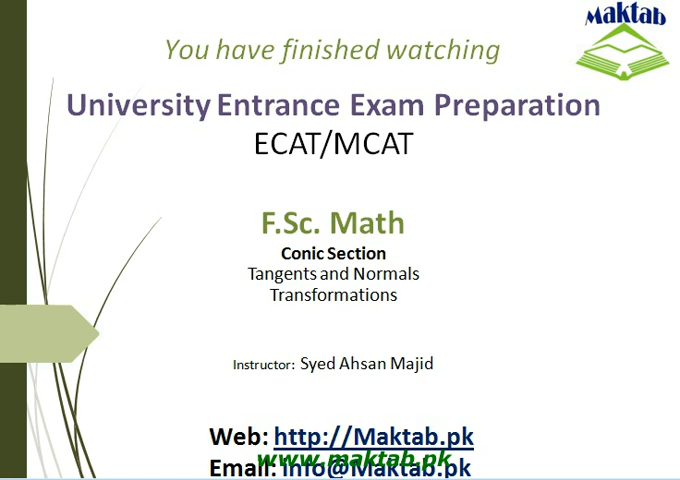 Maktab
You have finished watching
University Entrance Exam Preparation
ECAT/MCAT
F.Sc. Math
Conic Section
Tangents and Normals
Transformations
Instructor: Syed Ahsan Majid
Web: http://Maktab.pk
www.maktab.pk
Email: info@Maktab.pk